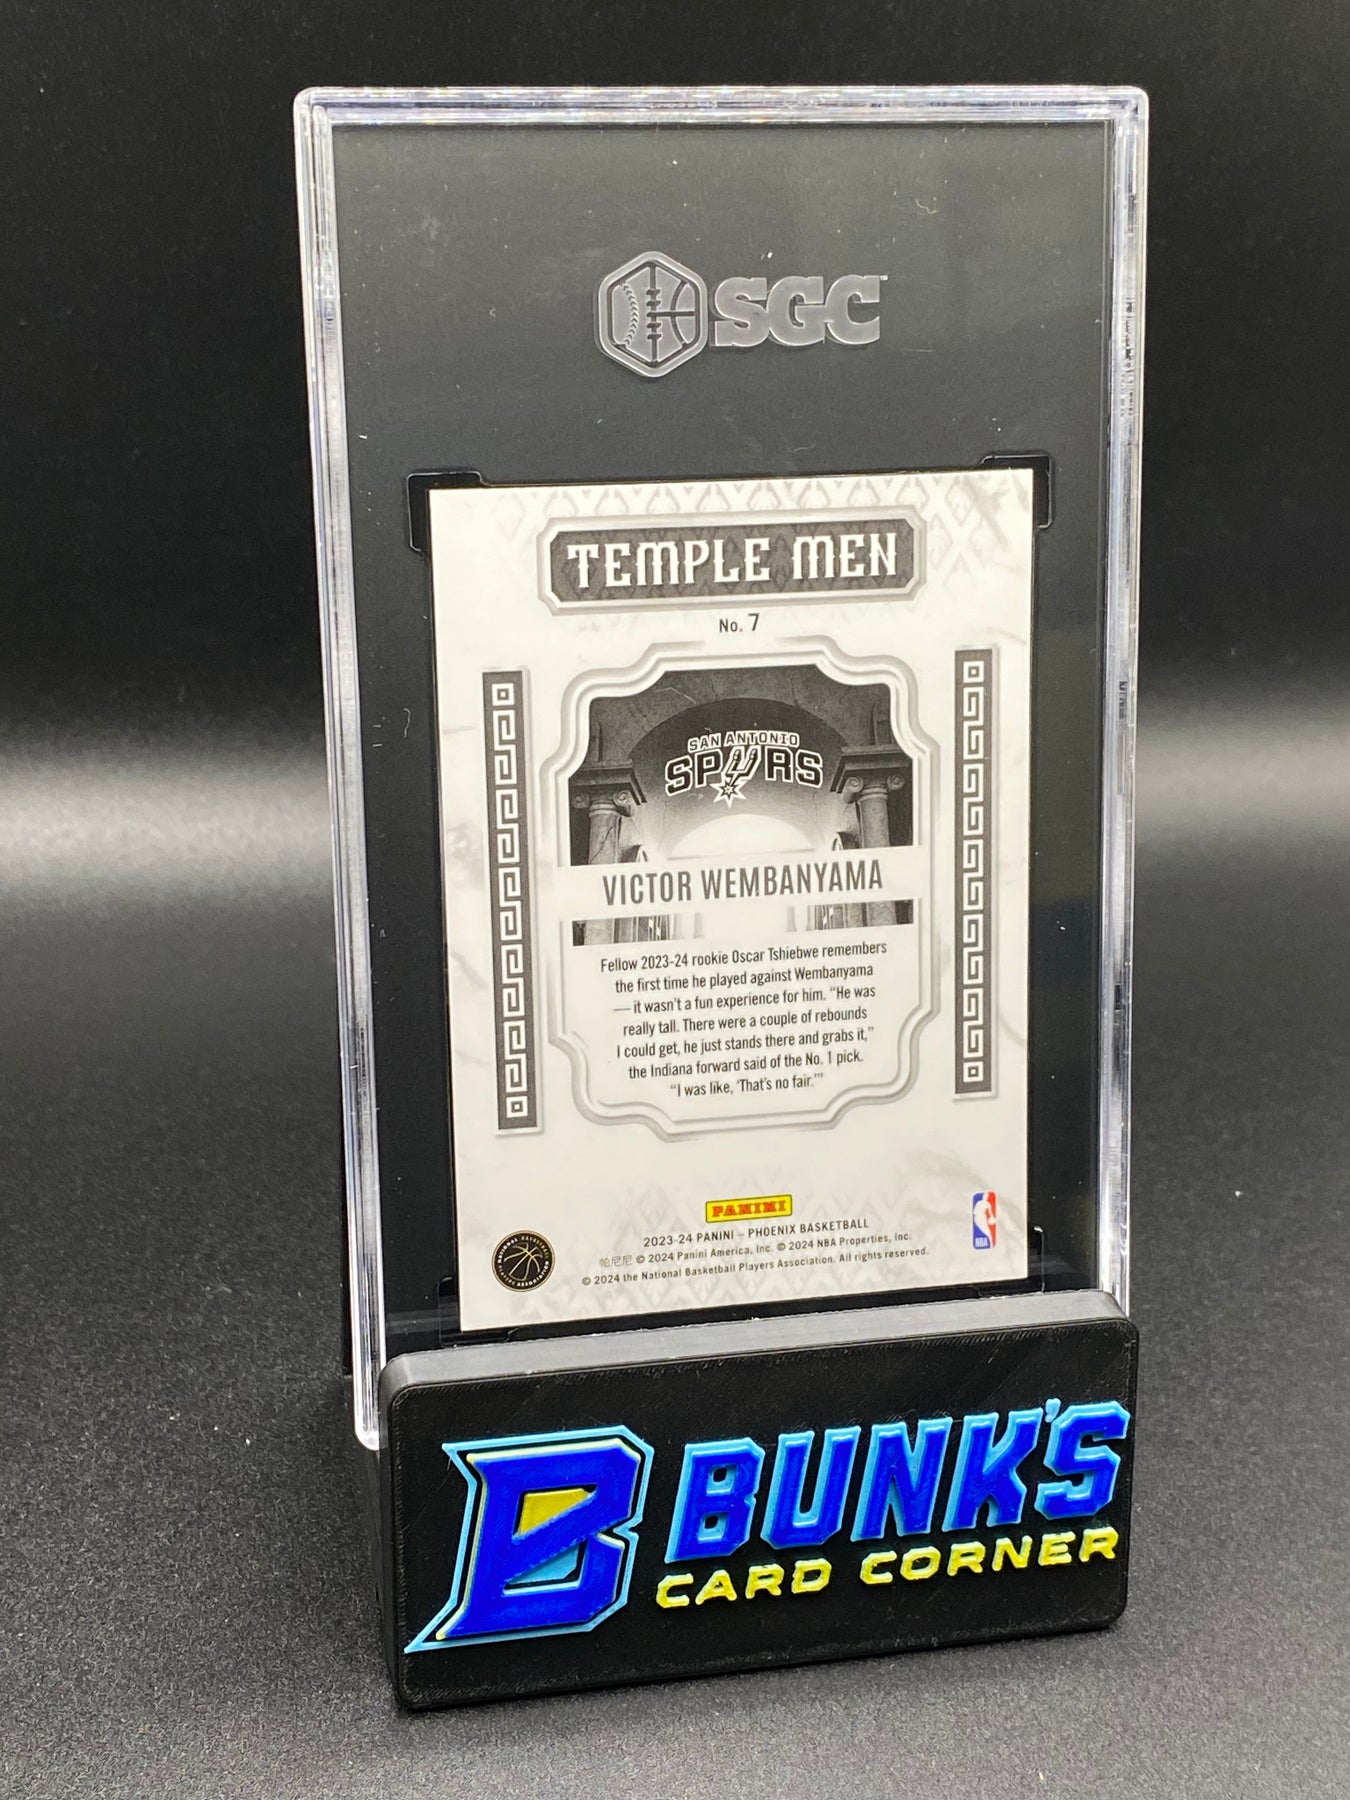 SGC
TEMPLE MEN
No. 7
SAN ANTONIO
SPURS
VICTOR WEMBANYAMA
Fellow 2023-24 rookie Oscar Tshiebwe remembers
the first time he played against Wembanyama
— it wasn't a fun experience for him. "He was
really tall. There were a couple of rebounds
I could get, he just stands there and grabs it,"
the Indiana forward said of the No. 1 pick.
"I was like, 'That's no fair.'"
PANINI
2023-24 PANINI – PHOENIX BASKETBALL
帕尼尼 © 2024 Panini America, Inc. © 2024 NBA Properties, Inc.
© 2024 the National Basketball Players Association. All rights reserved.
NATIONAL BASKETBALL
PLAYERS ASSOCIATION
NBA
B BUNK'S
CARD CORNER